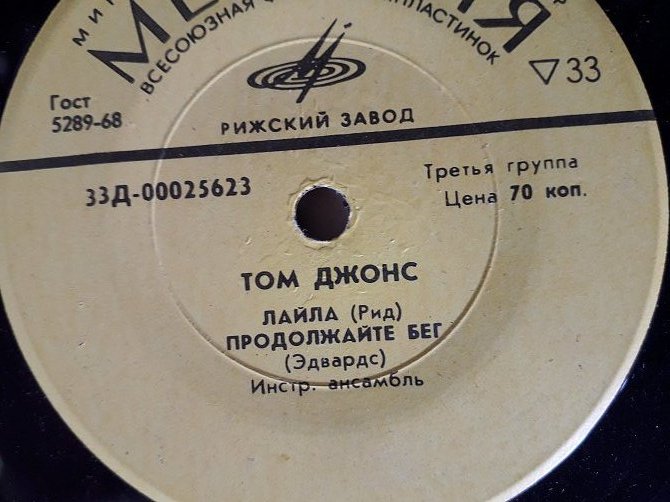 ВСЕСОЮЗНАЯ ПЛАСТИНОК
33
Гост
5289-68
РИЖСКИЙ ЗАВОД
33Д-00025623
Третья группа
Цена 70 коп.
ТОМ ДЖОНС
ЛАЙЛА (Рид)
ПРОДОЛЖАЙТЕ БЕГ
(Эдвардс)
Инстр. ансамбль